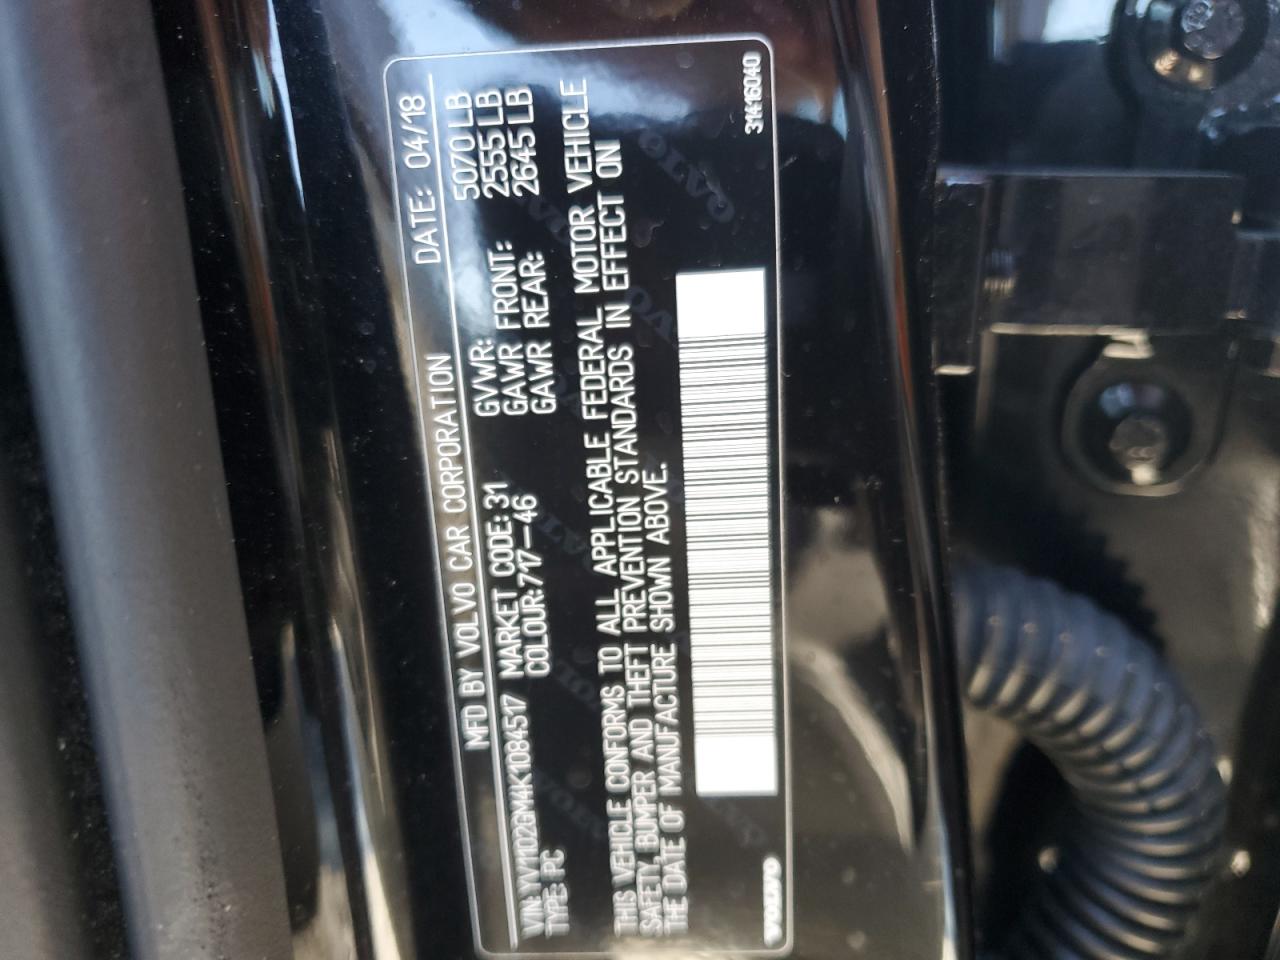 MFD BY VOLVO CAR CORPORATION DATE: 04/18
VIN: YV1102GM4K1084517 MARKET CODE: 31 GVWR: 5070 LB
TYPE: PC COLOUR: 717-46 GAWR FRONT: 2555 LB
GAWR REAR: 2645 LB
THIS VEHICLE CONFORMS TO ALL APPLICABLE FEDERAL MOTOR VEHICLE
SAFETY, BUMPER AND THEFT PREVENTION STANDARDS IN EFFECT ON
THE DATE OF MANUFACTURE SHOWN ABOVE.
VOLVO 31416040